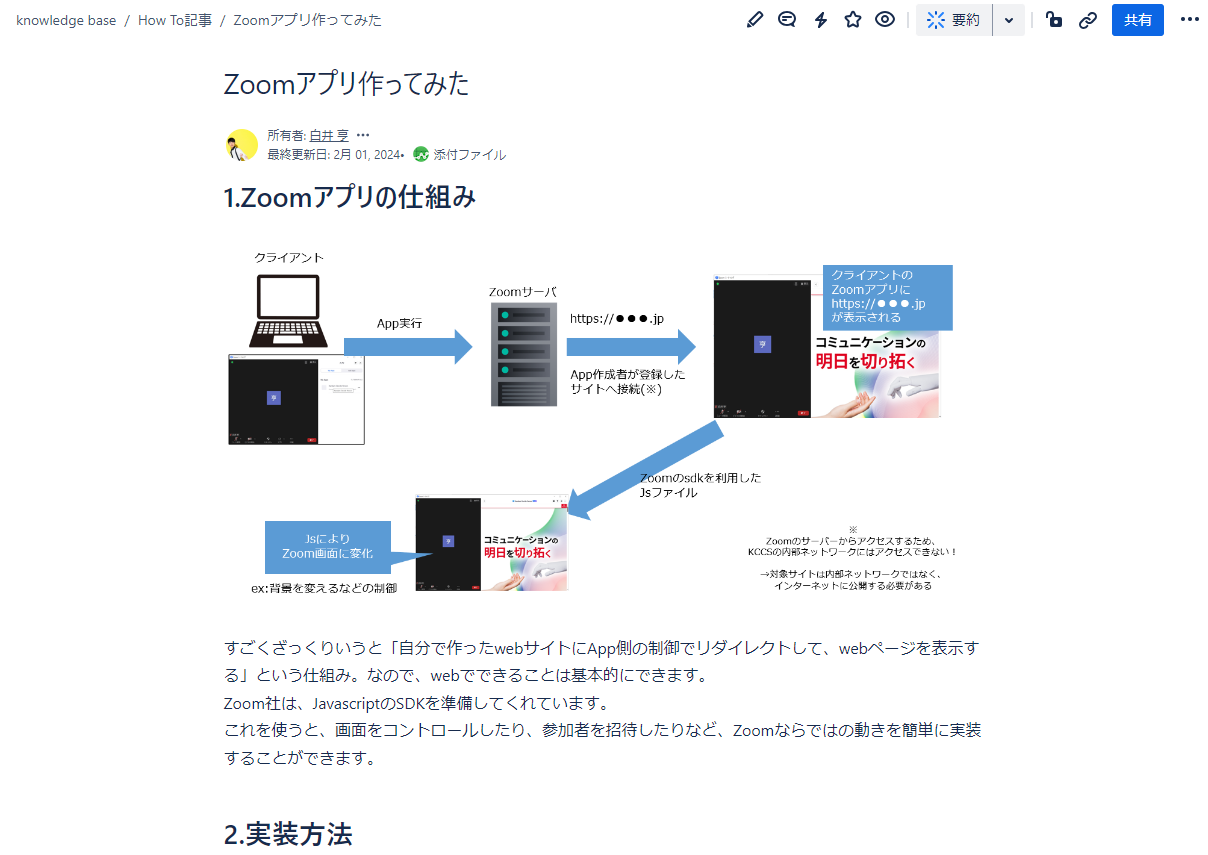 knowledge base / How To記事 / Zoomアプリ作ってみた
要約
共有
Zoomアプリ作ってみた
所有者: 白井 亨
最終更新日: 2月 01, 2024• 添付ファイル
1.Zoomアプリの仕組み
クライアント
App実行
Zoomサーバ
https://●●●.jp
App作成者が登録した
サイトへ接続(※)
クライアントの
Zoomアプリに
https://●●●.jp
が表示される
亨
コミュニケーションの
明日を切り拓く
亨
Zoomのsdkを利用した
Jsファイル
Jsにより
Zoom画面に変化
ex:背景を変えるなどの制御
亨
コミュニケーションの
明日を切り拓く
※
Zoomのサーバーからアクセスするため、
KCCSの内部ネットワークにはアクセスできない！
→対象サイトは内部ネットワークではなく、
インターネットに公開する必要がある
すごくざっくりいうと「自分で作ったwebサイトにApp側の制御でリダイレクトして、webページを表示す
る」という仕組み。なので、webでできることは基本的にできます。
Zoom社は、JavascriptのSDKを準備してくれています。
これを使うと、画面をコントロールしたり、参加者を招待したりなど、Zoomならではの動きを簡単に実装
することができます。
2.実装方法